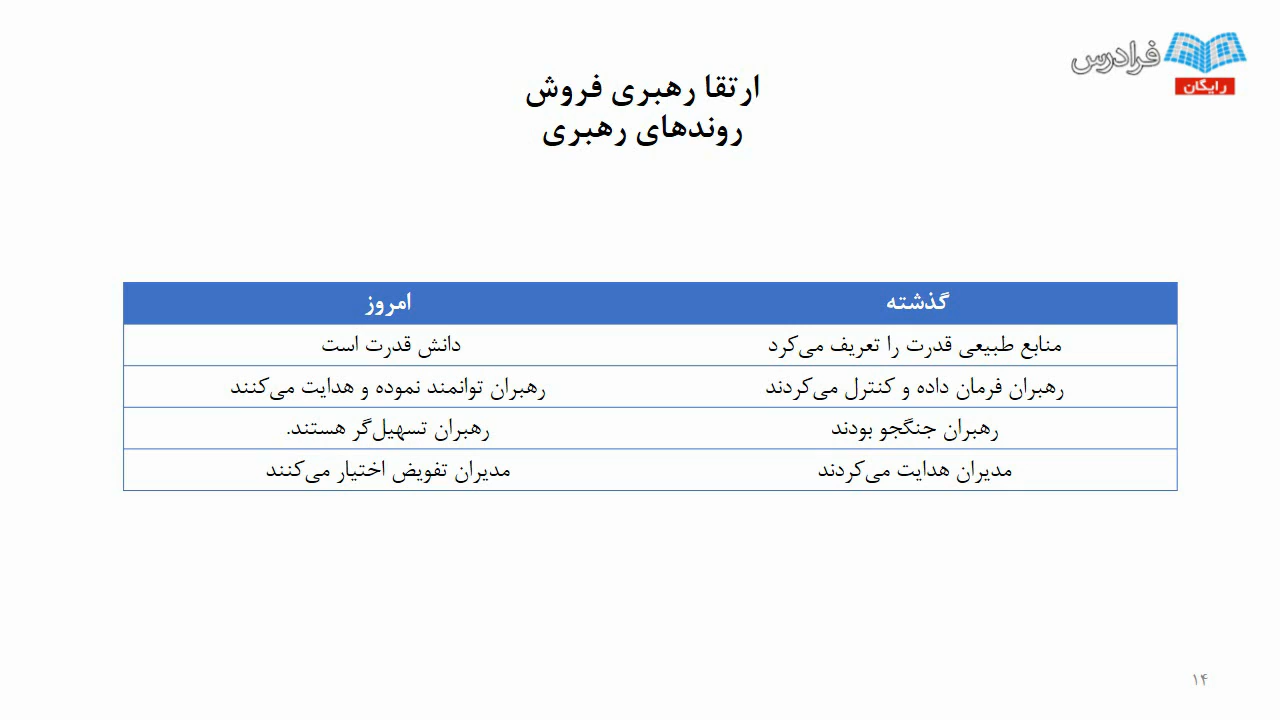 فرادرس
رایگان
ارتقا رهبری فروش
روندهای رهبری
گذشته امروز
منابع طبیعی قدرت را تعریف می‌کرد دانش قدرت است
رهبران فرمان داده و کنترل می‌کردند رهبران توانمند نموده و هدایت می‌کنند
رهبران جنگجو بودند رهبران تسهیل‌گر هستند.
مدیران هدایت می‌کردند مدیران تفویض اختیار می‌کنند
۱۴